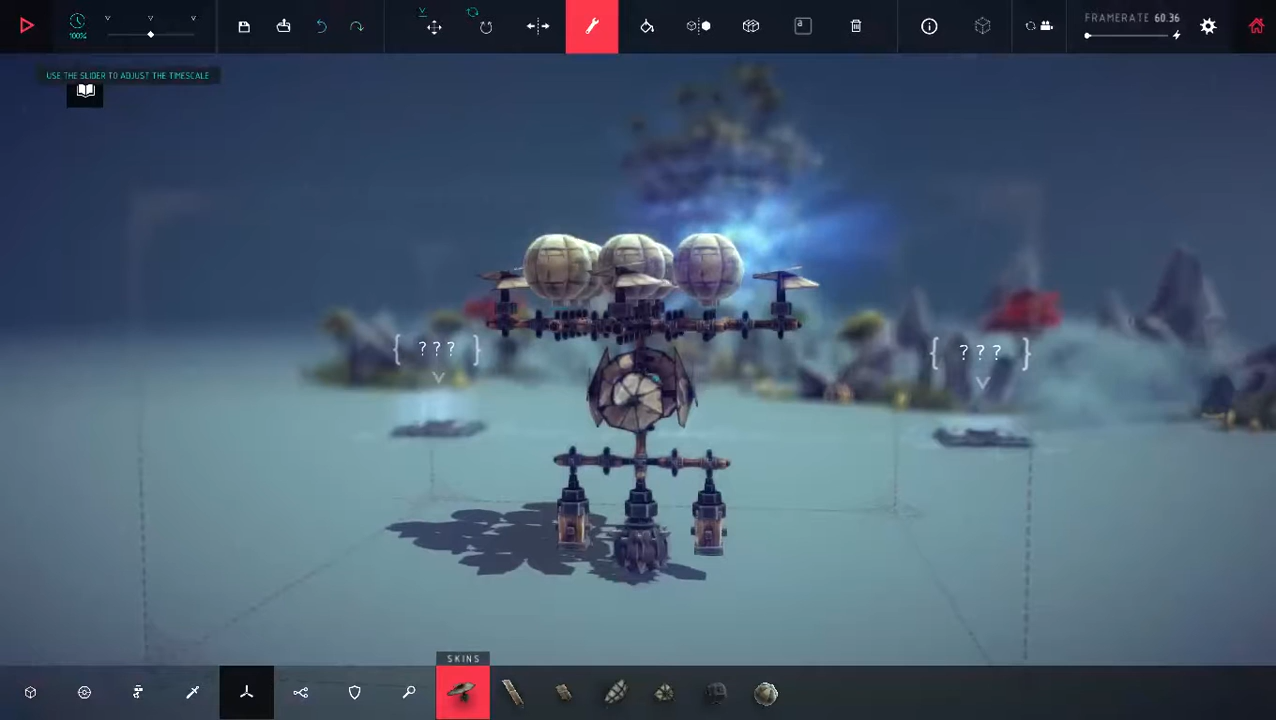 100%
FRAMERATE 60.36
USE THE SLIDER TO ADJUST THE TIMESCALE
{ ??? }
{ ??? }
SKINS